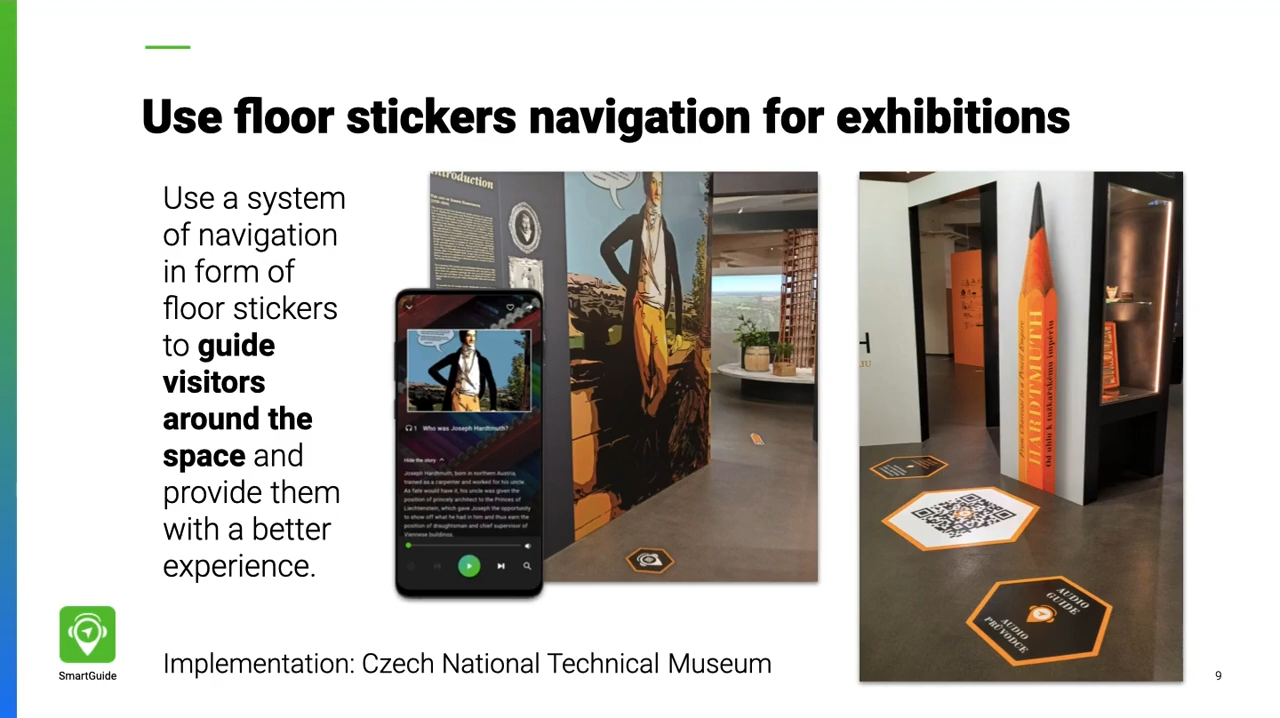 Use floor stickers navigation for exhibitions
Use a system
of navigation
in form of
floor stickers
to guide
visitors
around the
space and
provide them
with a better
experience.
Introduction
1 Who was Joseph Hardtmuth?
Hide the story
Joseph Hardtmuth, born in northern Austria,
trained as a carpenter and worked for his uncle.
As fate would have it, his uncle was given the
position of princely architect to the Princes of
Liechtenstein, which gave Joseph the opportunity
to show off what he had in him and thus earn the
position of draughtsman and chief supervisor of
Viennese buildings.
HARDTMUTH
Od uhlu k tužkařskému impériu
AUDIO
GUIDE
AUDIO
PRŮVODCE
SmartGuide
Implementation: Czech National Technical Museum
9